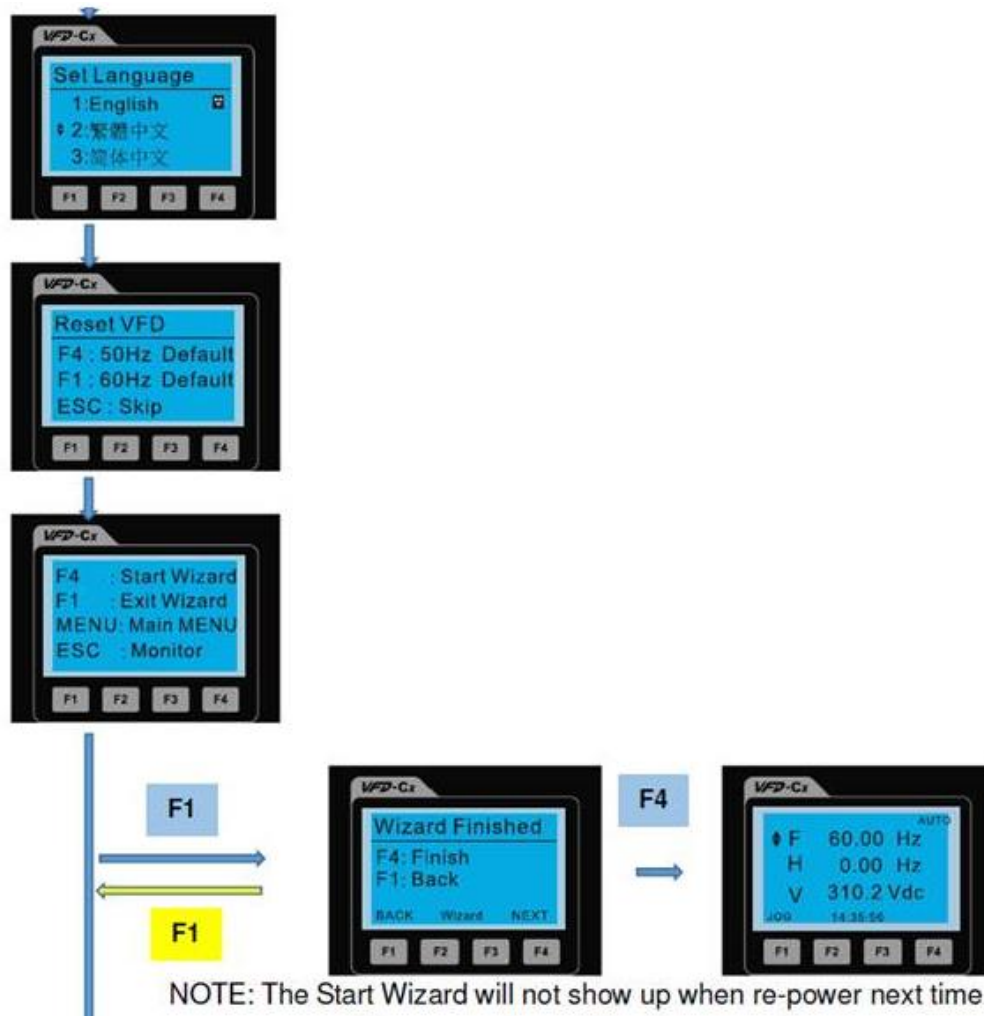 VFD-Cx
Set Language
1:English
2:繁體中文
3:简体中文
F1 F2 F3 F4
VFD-Cx
Reset VFD
F4 : 50Hz Default
F1 : 60Hz Default
ESC : Skip
F1 F2 F3 F4
VFD-Cx
F4 : Start Wizard
F1 : Exit Wizard
MENU: Main MENU
ESC : Monitor
F1 F2 F3 F4
F1
F1
VFD-Cx
Wizard Finished
F4: Finish
F1: Back
BACK Wizard NEXT
F1 F2 F3 F4
F4
VFD-Cx
AUTO
F 60.00 Hz
H 0.00 Hz
V 310.2 Vdc
JOG 14:35:56
F1 F2 F3 F4
NOTE: The Start Wizard will not show up when re-power next time